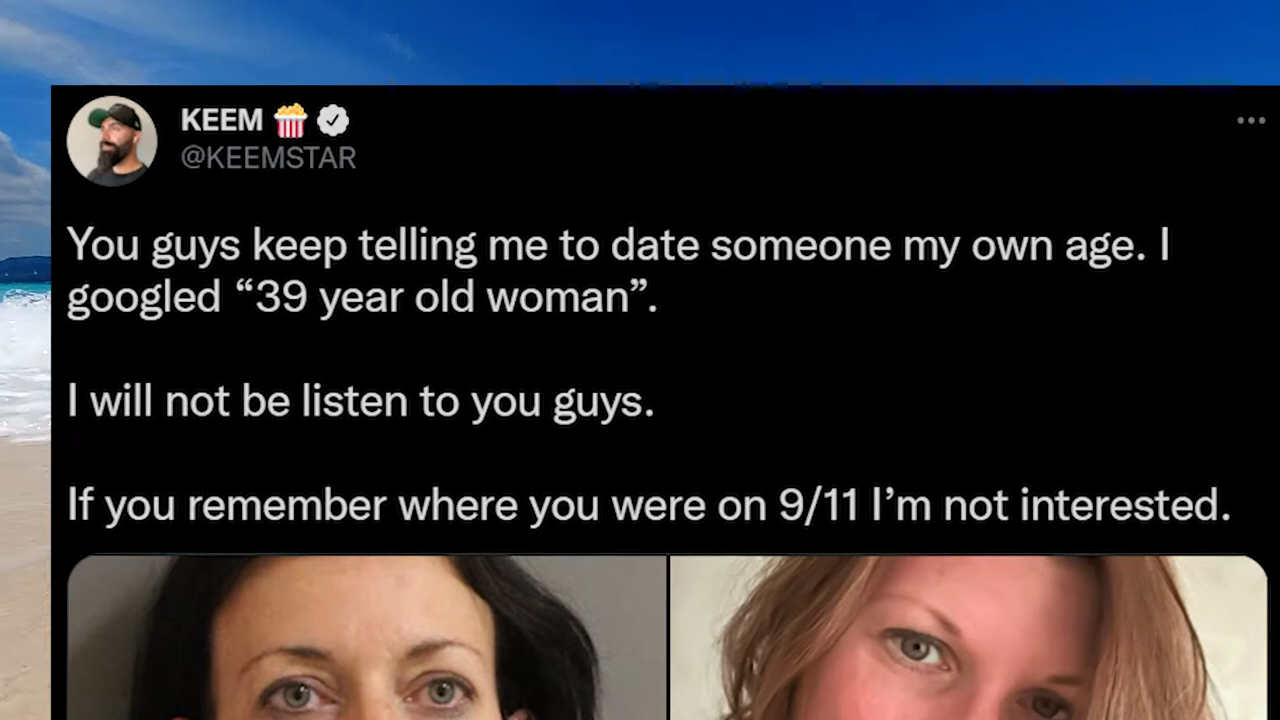 KEEM 🍿
@KEEMSTAR
You guys keep telling me to date someone my own age. I
googled “39 year old woman”.
I will not be listen to you guys.
If you remember where you were on 9/11 I’m not interested.